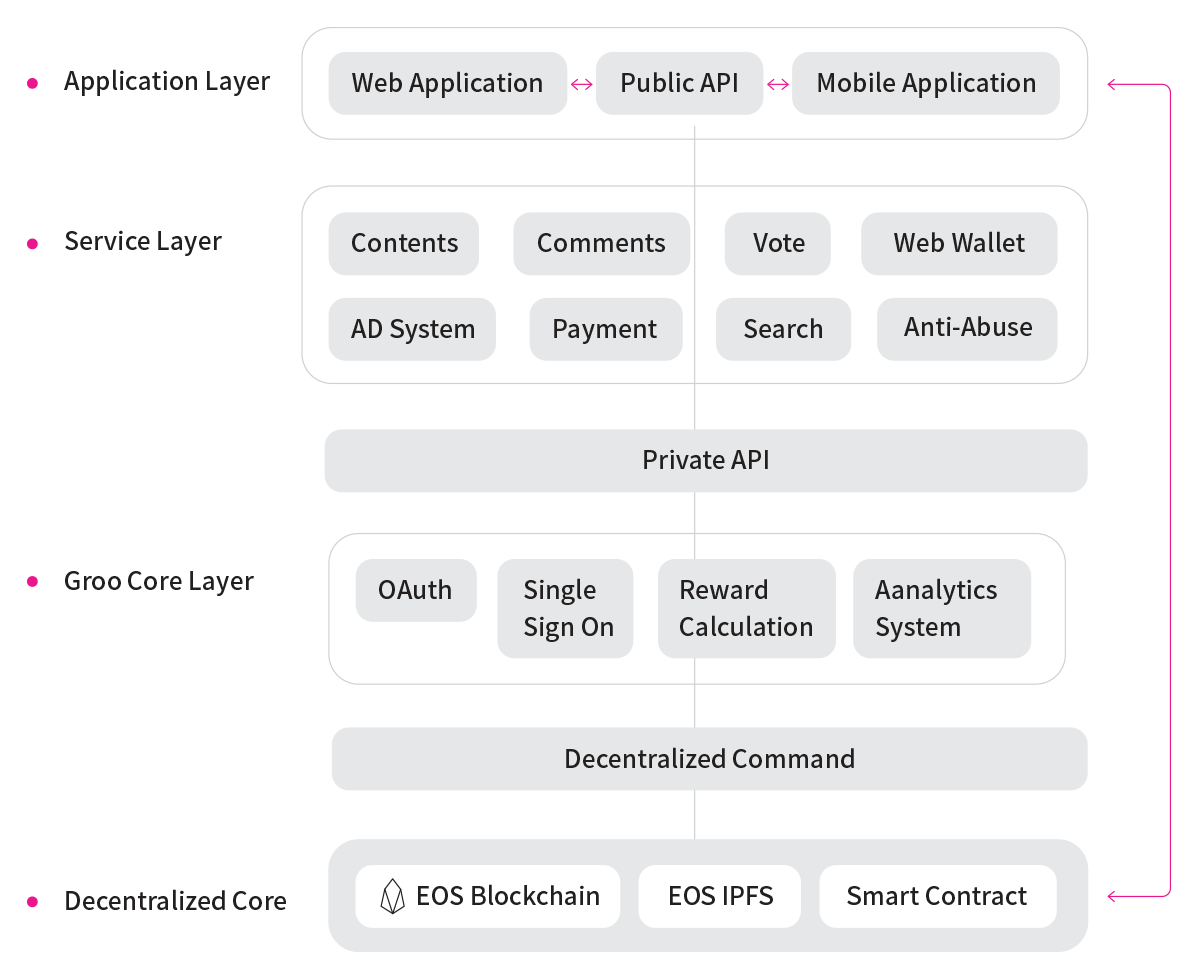 Application Layer
Web Application
Public API
Mobile Application
Service Layer
Contents
Comments
Vote
Web Wallet
AD System
Payment
Search
Anti-Abuse
Private API
Groo Core Layer
OAuth
Single
Sign On
Reward
Calculation
Aanalytics
System
Decentralized Command
Decentralized Core
EOS Blockchain
EOS IPFS
Smart Contract